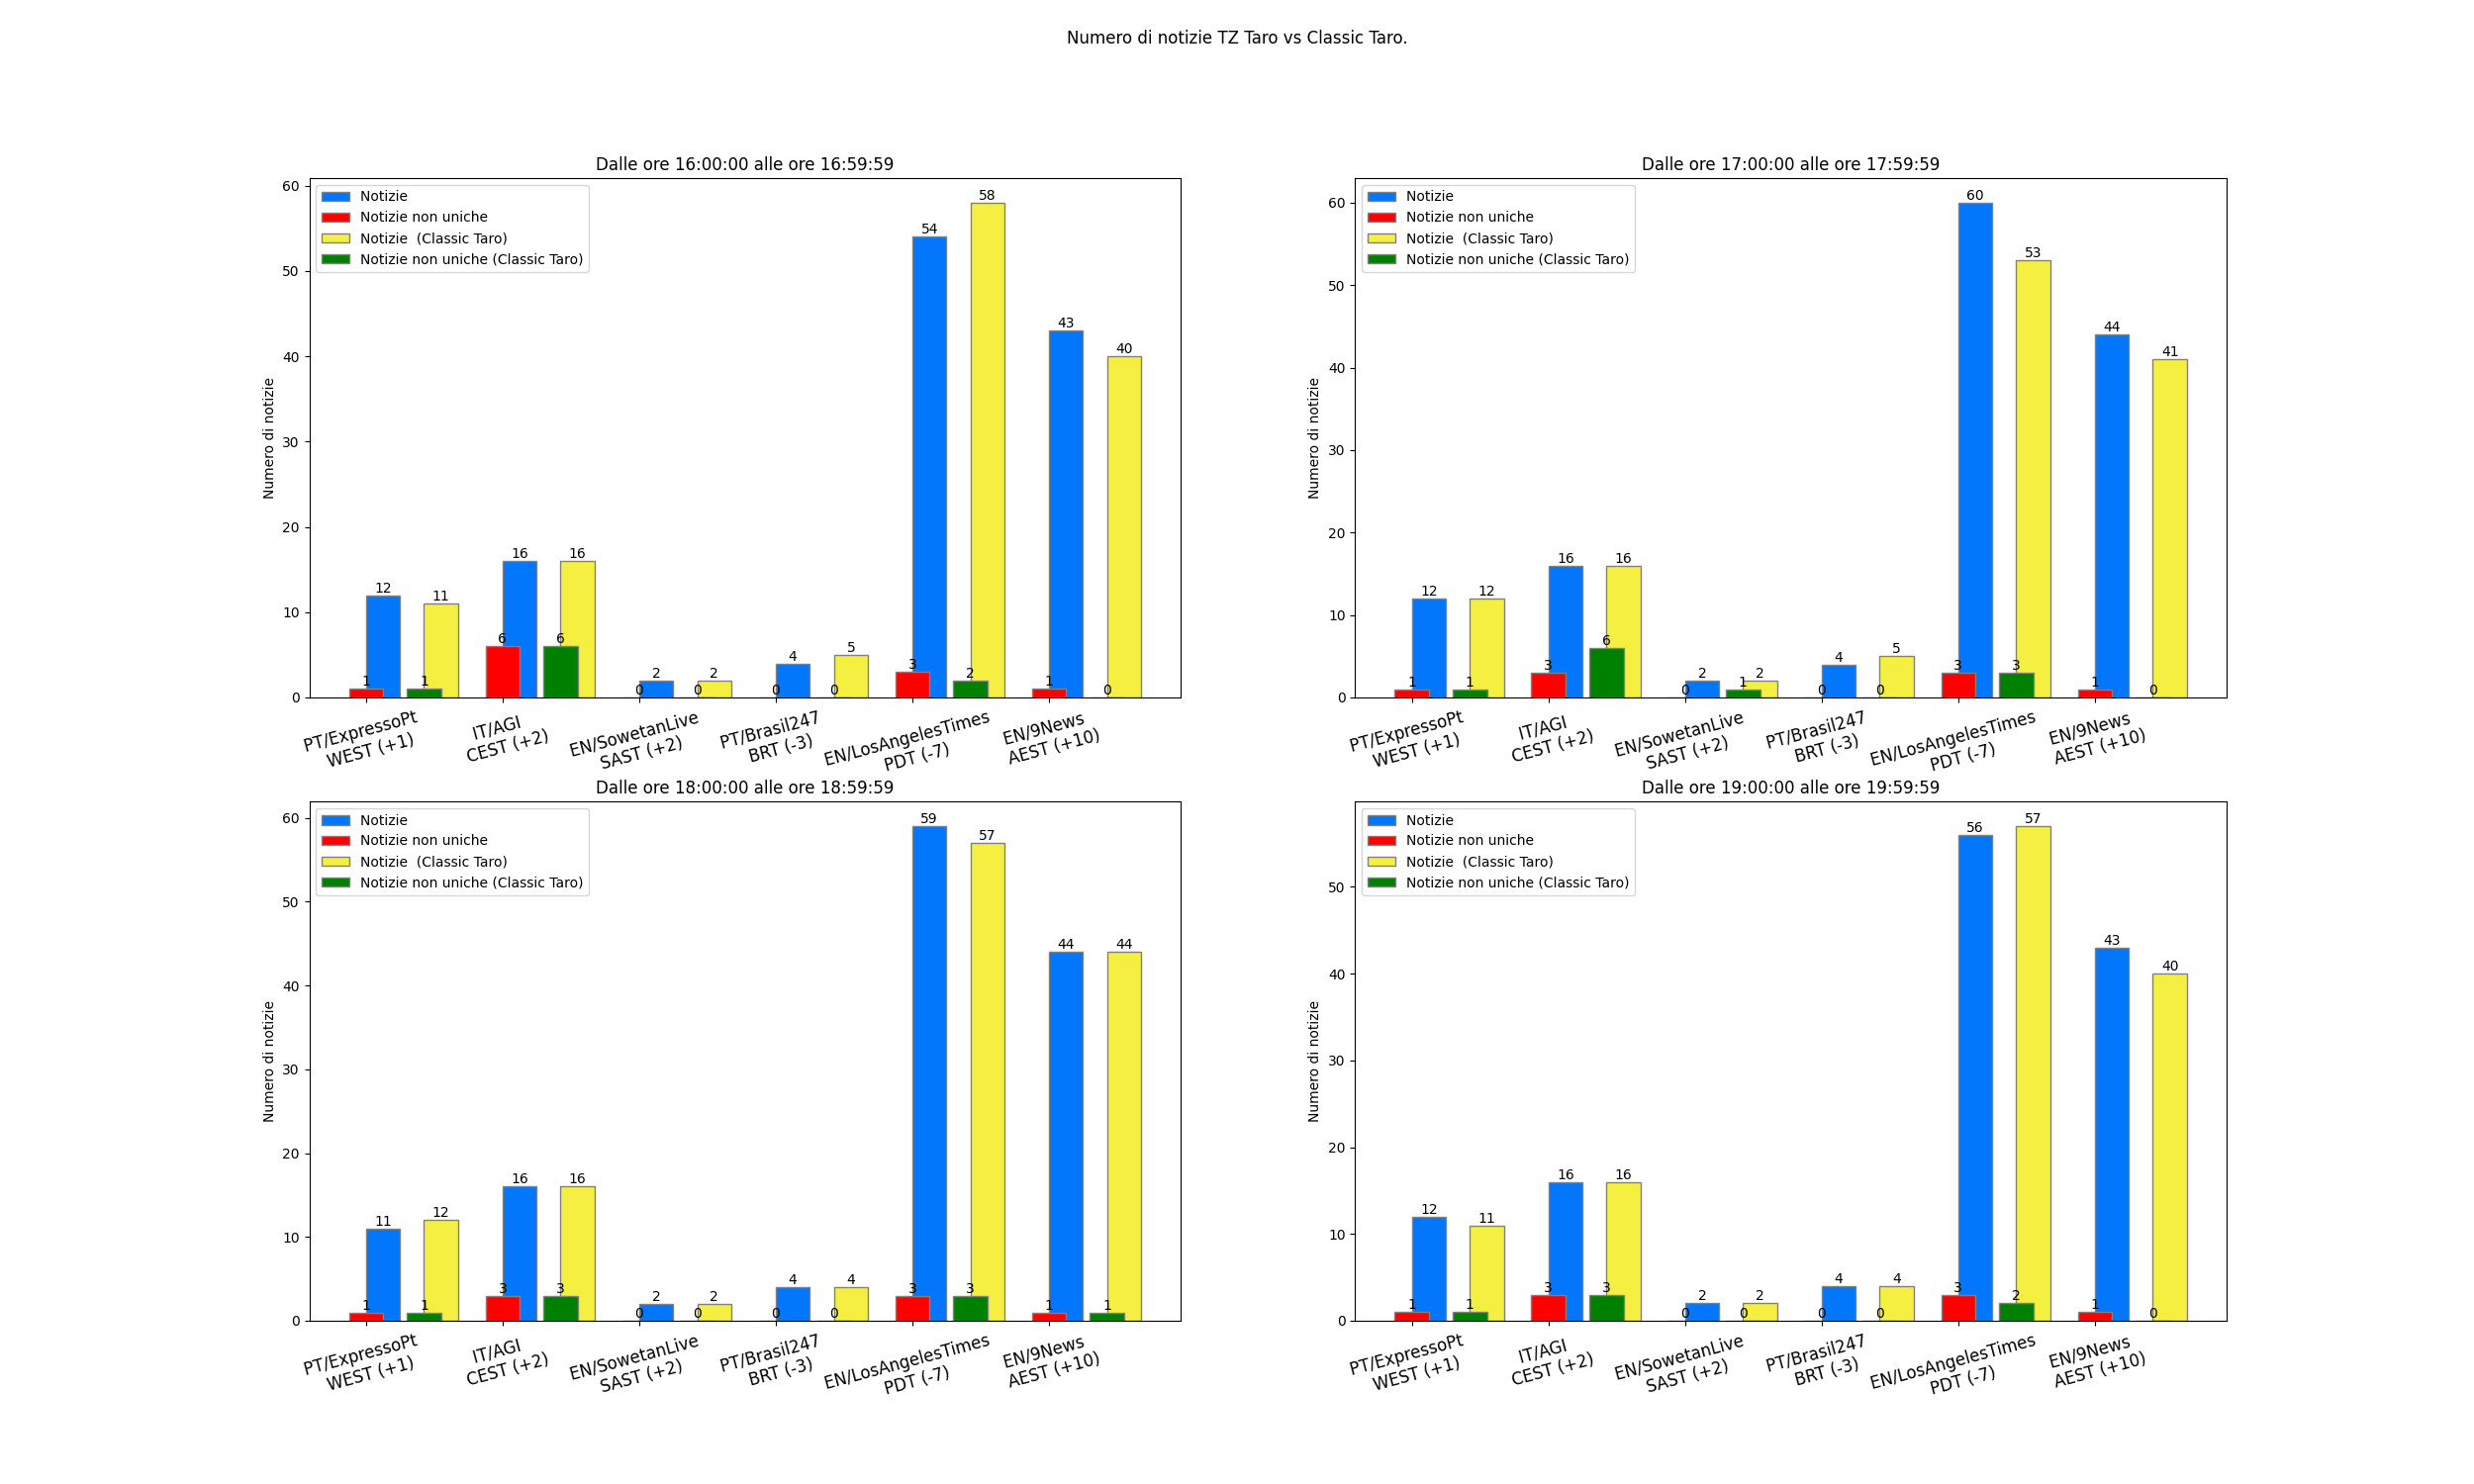 Numero di notizie TZ Taro vs Classic Taro.
Dalle ore 16:00:00 alle ore 16:59:59
Notizie
Notizie non uniche
Notizie  (Classic Taro)
Notizie non uniche (Classic Taro)
Numero di notizie
60
50
40
30
20
10
0
12 1 11 1
16 6 16 6
2 0 2 0
4 0 5 0
54 3 58 2
43 1 40 0
PT/ExpressoPt
WEST (+1)
IT/AGI
CEST (+2)
EN/SowetanLive
SAST (+2)
PT/Brasil247
BRT (-3)
EN/LosAngelesTimes
PDT (-7)
EN/9News
AEST (+10)
Dalle ore 17:00:00 alle ore 17:59:59
Notizie
Notizie non uniche
Notizie  (Classic Taro)
Notizie non uniche (Classic Taro)
Numero di notizie
60
50
40
30
20
10
0
12 1 12 1
16 3 16 6
2 0 2 1
4 0 5 0
60 3 53 3
44 1 41 0
PT/ExpressoPt
WEST (+1)
IT/AGI
CEST (+2)
EN/SowetanLive
SAST (+2)
PT/Brasil247
BRT (-3)
EN/LosAngelesTimes
PDT (-7)
EN/9News
AEST (+10)
Dalle ore 18:00:00 alle ore 18:59:59
Notizie
Notizie non uniche
Notizie  (Classic Taro)
Notizie non uniche (Classic Taro)
Numero di notizie
60
50
40
30
20
10
0
11 1 12 1
16 3 16 3
2 0 2 0
4 0 4 0
59 3 57 3
44 1 44 1
PT/ExpressoPt
WEST (+1)
IT/AGI
CEST (+2)
EN/SowetanLive
SAST (+2)
PT/Brasil247
BRT (-3)
EN/LosAngelesTimes
PDT (-7)
EN/9News
AEST (+10)
Dalle ore 19:00:00 alle ore 19:59:59
Notizie
Notizie non uniche
Notizie  (Classic Taro)
Notizie non uniche (Classic Taro)
Numero di notizie
50
40
30
20
10
0
12 1 11 1
16 3 16 3
2 0 2 0
4 0 4 0
56 3 57 2
43 1 40 0
PT/ExpressoPt
WEST (+1)
IT/AGI
CEST (+2)
EN/SowetanLive
SAST (+2)
PT/Brasil247
BRT (-3)
EN/LosAngelesTimes
PDT (-7)
EN/9News
AEST (+10)